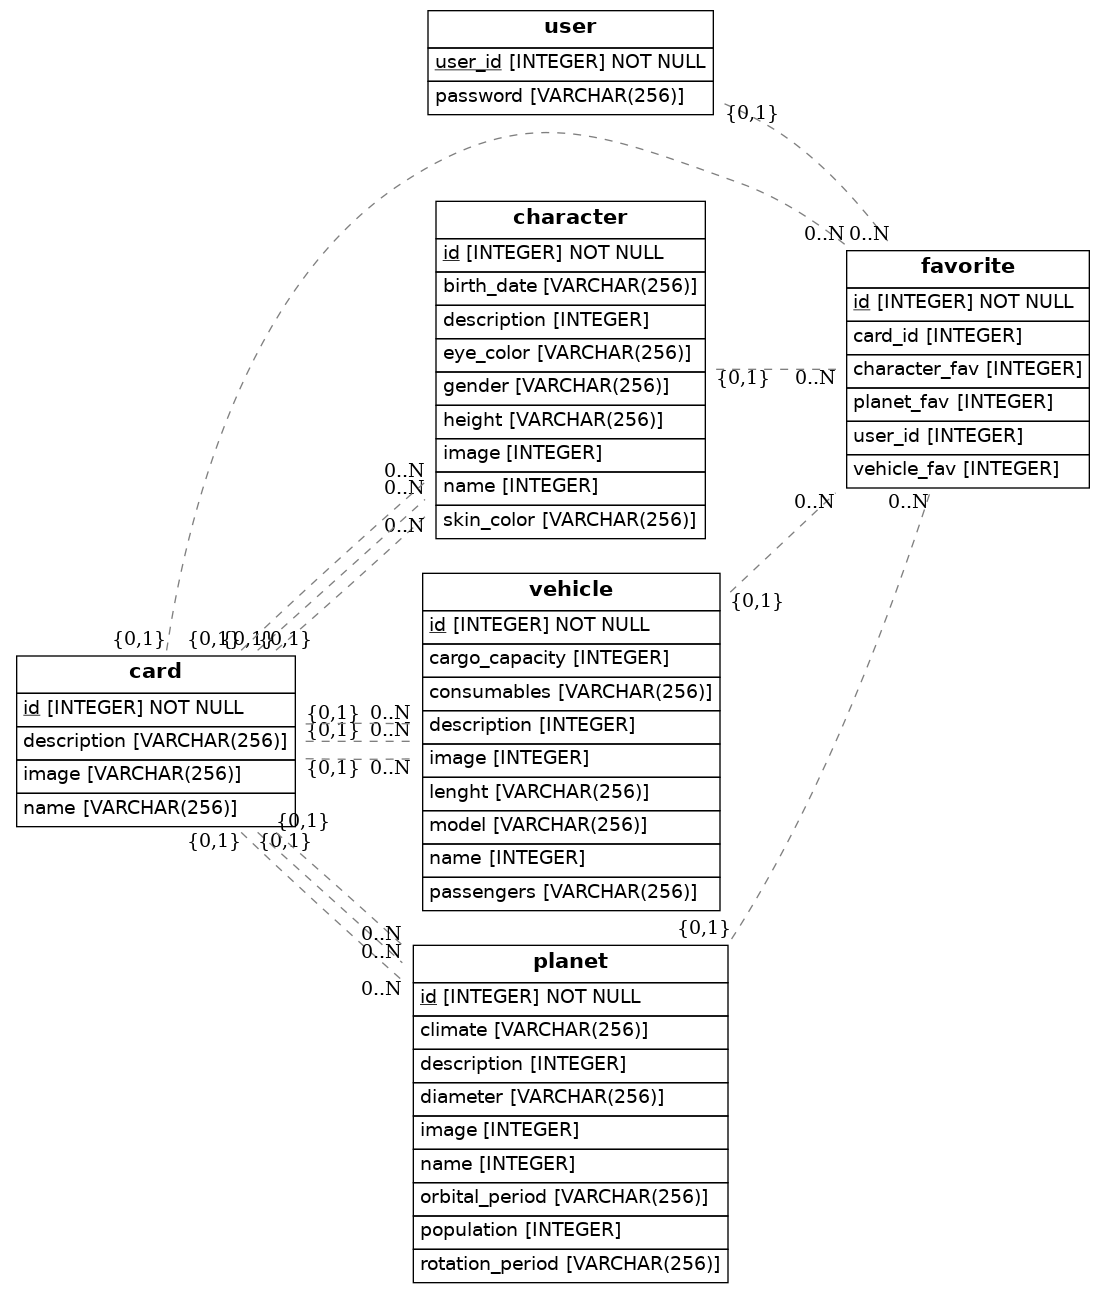 user
user_id [INTEGER] NOT NULL
password [VARCHAR(256)]
{0,1}
0..N 0..N
character
id [INTEGER] NOT NULL
birth_date [VARCHAR(256)]
description [INTEGER]
eye_color [VARCHAR(256)]
gender [VARCHAR(256)]
height [VARCHAR(256)]
image [INTEGER]
name [INTEGER]
skin_color [VARCHAR(256)]
favorite
id [INTEGER] NOT NULL
card_id [INTEGER]
character_fav [INTEGER]
planet_fav [INTEGER]
user_id [INTEGER]
vehicle_fav [INTEGER]
{0,1} 0..N
0..N
0..N
0..N
0..N 0..N
{0,1}
vehicle
id [INTEGER] NOT NULL
cargo_capacity [INTEGER]
consumables [VARCHAR(256)]
description [INTEGER]
image [INTEGER]
lenght [VARCHAR(256)]
model [VARCHAR(256)]
name [INTEGER]
passengers [VARCHAR(256)]
{0,1} {0,1} {0,1} {0,1}
card
id [INTEGER] NOT NULL
description [VARCHAR(256)]
image [VARCHAR(256)]
name [VARCHAR(256)]
{0,1} 0..N
{0,1} 0..N
{0,1} 0..N
{0,1}
{0,1} {0,1}
0..N
0..N
0..N
{0,1}
planet
id [INTEGER] NOT NULL
climate [VARCHAR(256)]
description [INTEGER]
diameter [VARCHAR(256)]
image [INTEGER]
name [INTEGER]
orbital_period [VARCHAR(256)]
population [INTEGER]
rotation_period [VARCHAR(256)]